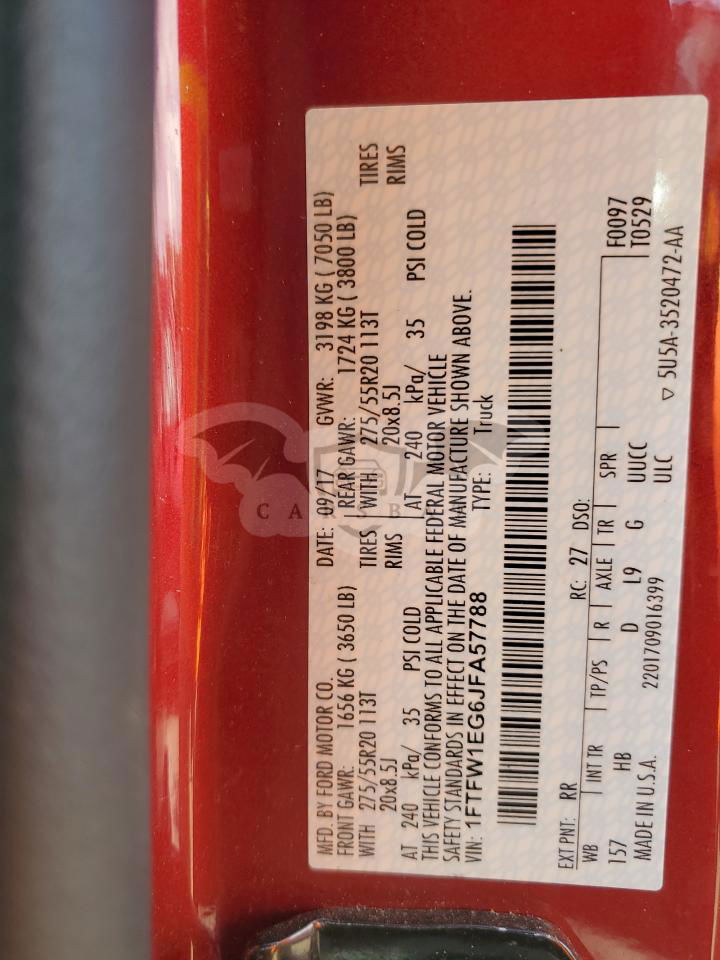 MFD. BY FORD MOTOR CO.
DATE: 09/17 GVWR: 3198 KG ( 7050 LB)
FRONT GAWR: 1656 KG ( 3650 LB) REAR GAWR: 1724 KG ( 3800 LB)
WITH 275/55R20 113T TIRES WITH 275/55R20 113T TIRES
20x8.5J RIMS 20x8.5J RIMS
AT 240 kPa/ 35 PSI COLD AT 240 kPa/ 35 PSI COLD
THIS VEHICLE CONFORMS TO ALL APPLICABLE FEDERAL MOTOR VEHICLE
SAFETY STANDARDS IN EFFECT ON THE DATE OF MANUFACTURE SHOWN ABOVE.
VIN: 1FTFW1EG6JFA57788 TYPE: Truck
EXT PNT: RR RC: 27 DSO:
WB INT TR TP/PS R AXLE TR SPR F0097
157 HB D L9 G UUCC T0529
ULC
MADE IN U.S.A. 2201709016399 ▽ 5U5A-3520472-AA